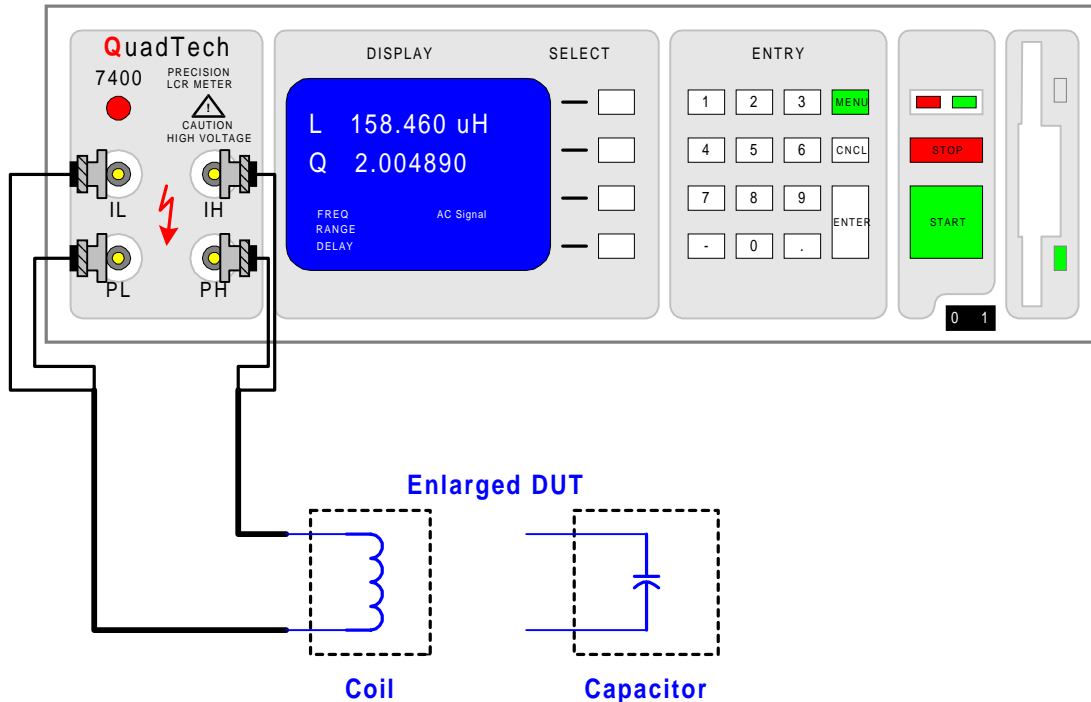 QuadTech
7400
PRECISION
LCR METER
!
CAUTION
HIGH VOLTAGE
IL
IH
PL
PH
DISPLAY
SELECT
L 158.460 uH
Q 2.004890
FREQ
AC Signal
RANGE
DELAY
ENTRY
1 2 3 MENU
4 5 6 CNCL
7 8 9
ENTER
- 0 .
STOP
START
0 1
Enlarged DUT
Coil
Capacitor